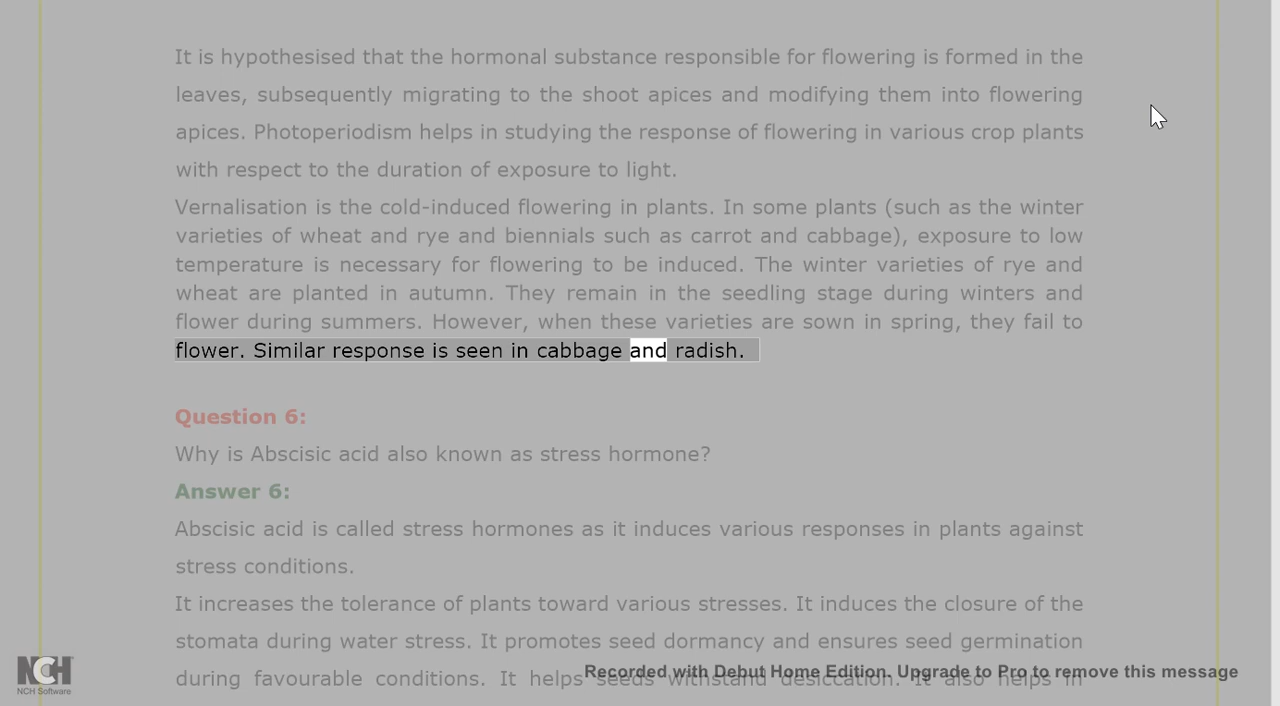 It is hypothesised that the hormonal substance responsible for flowering is formed in the
leaves, subsequently migrating to the shoot apices and modifying them into flowering
apices. Photoperiodism helps in studying the response of flowering in various crop plants
with respect to the duration of exposure to light.
Vernalisation is the cold-induced flowering in plants. In some plants (such as the winter
varieties of wheat and rye and biennials such as carrot and cabbage), exposure to low
temperature is necessary for flowering to be induced. The winter varieties of rye and
wheat are planted in autumn. They remain in the seedling stage during winters and
flower during summers. However, when these varieties are sown in spring, they fail to
flower. Similar response is seen in cabbage and radish.
Question 6:
Why is Abscisic acid also known as stress hormone?
Answer 6:
Abscisic acid is called stress hormones as it induces various responses in plants against
stress conditions.
It increases the tolerance of plants toward various stresses. It induces the closure of the
stomata during water stress. It promotes seed dormancy and ensures seed germination
during favourable conditions. It helps seeds withstand desiccation. It also helps in
Recorded with Debut Home Edition. Upgrade to Pro to remove this message
NCH
NCH Software